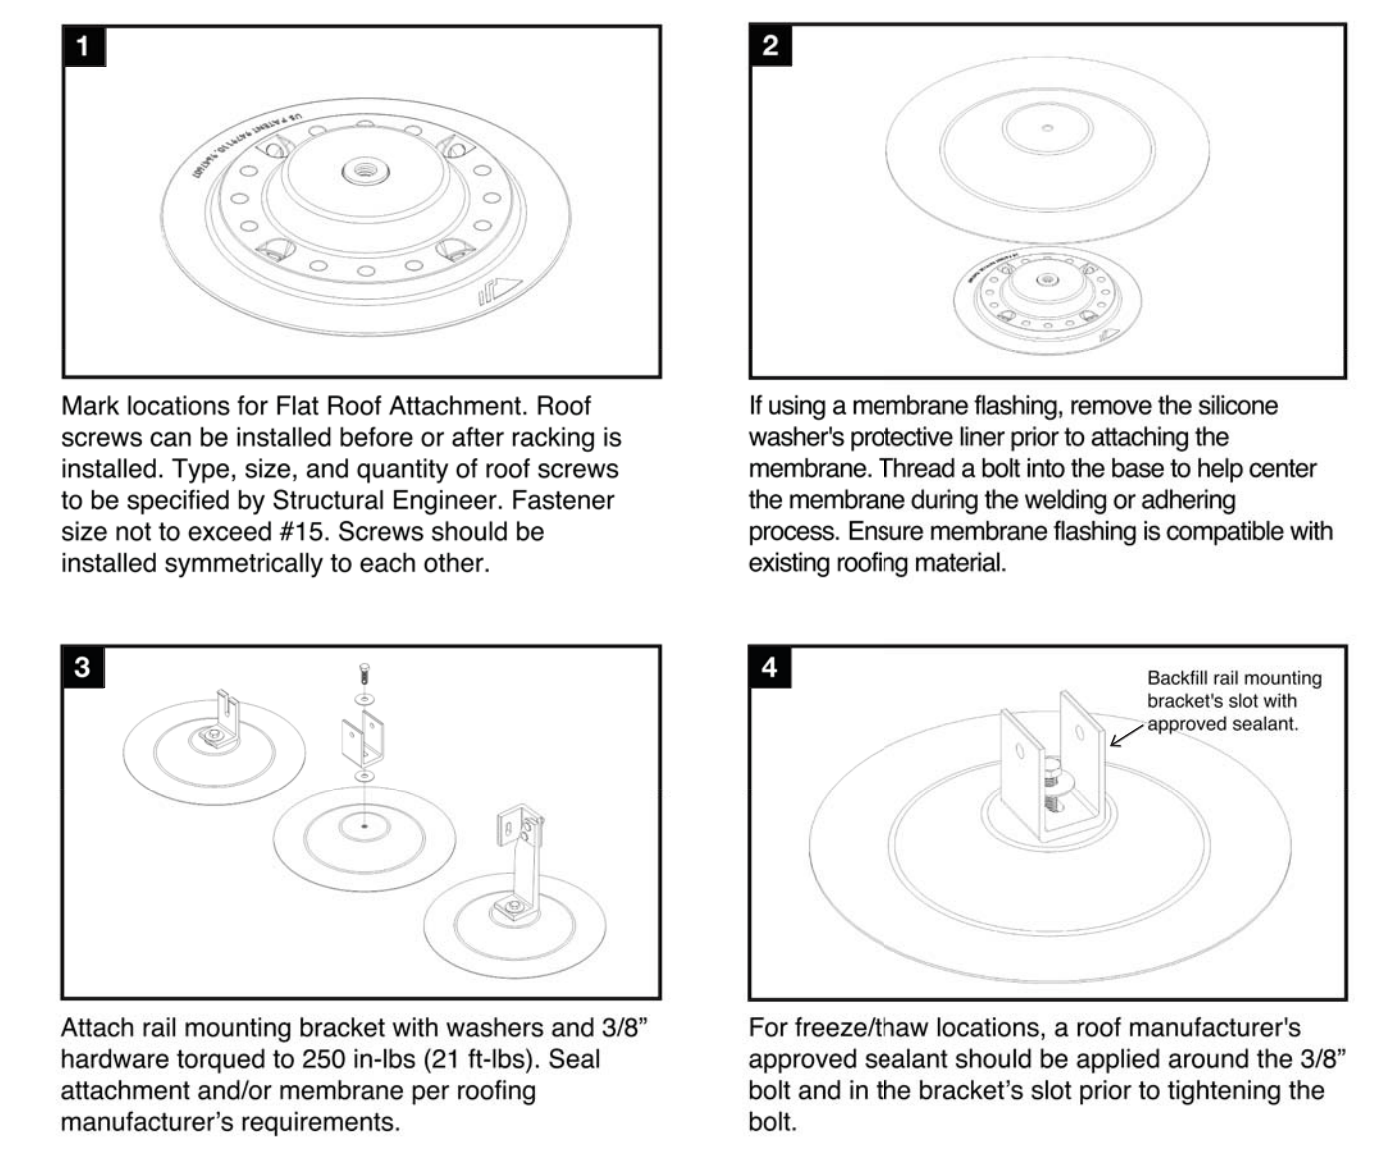 1
US PATENT 9479110, 9647607
Mark locations for Flat Roof Attachment. Roof
screws can be installed before or after racking is
installed. Type, size, and quantity of roof screws
to be specified by Structural Engineer. Fastener
size not to exceed #15. Screws should be
installed symmetrically to each other.
2
If using a membrane flashing, remove the silicone
washer's protective liner prior to attaching the
membrane. Thread a bolt into the base to help center
the membrane during the welding or adhering
process. Ensure membrane flashing is compatible with
existing roofing material.
3
Attach rail mounting bracket with washers and 3/8”
hardware torqued to 250 in-lbs (21 ft-lbs). Seal
attachment and/or membrane per roofing
manufacturer’s requirements.
4
Backfill rail mounting
bracket's slot with
approved sealant.
For freeze/thaw locations, a roof manufacturer's
approved sealant should be applied around the 3/8”
bolt and in the bracket’s slot prior to tightening the
bolt.